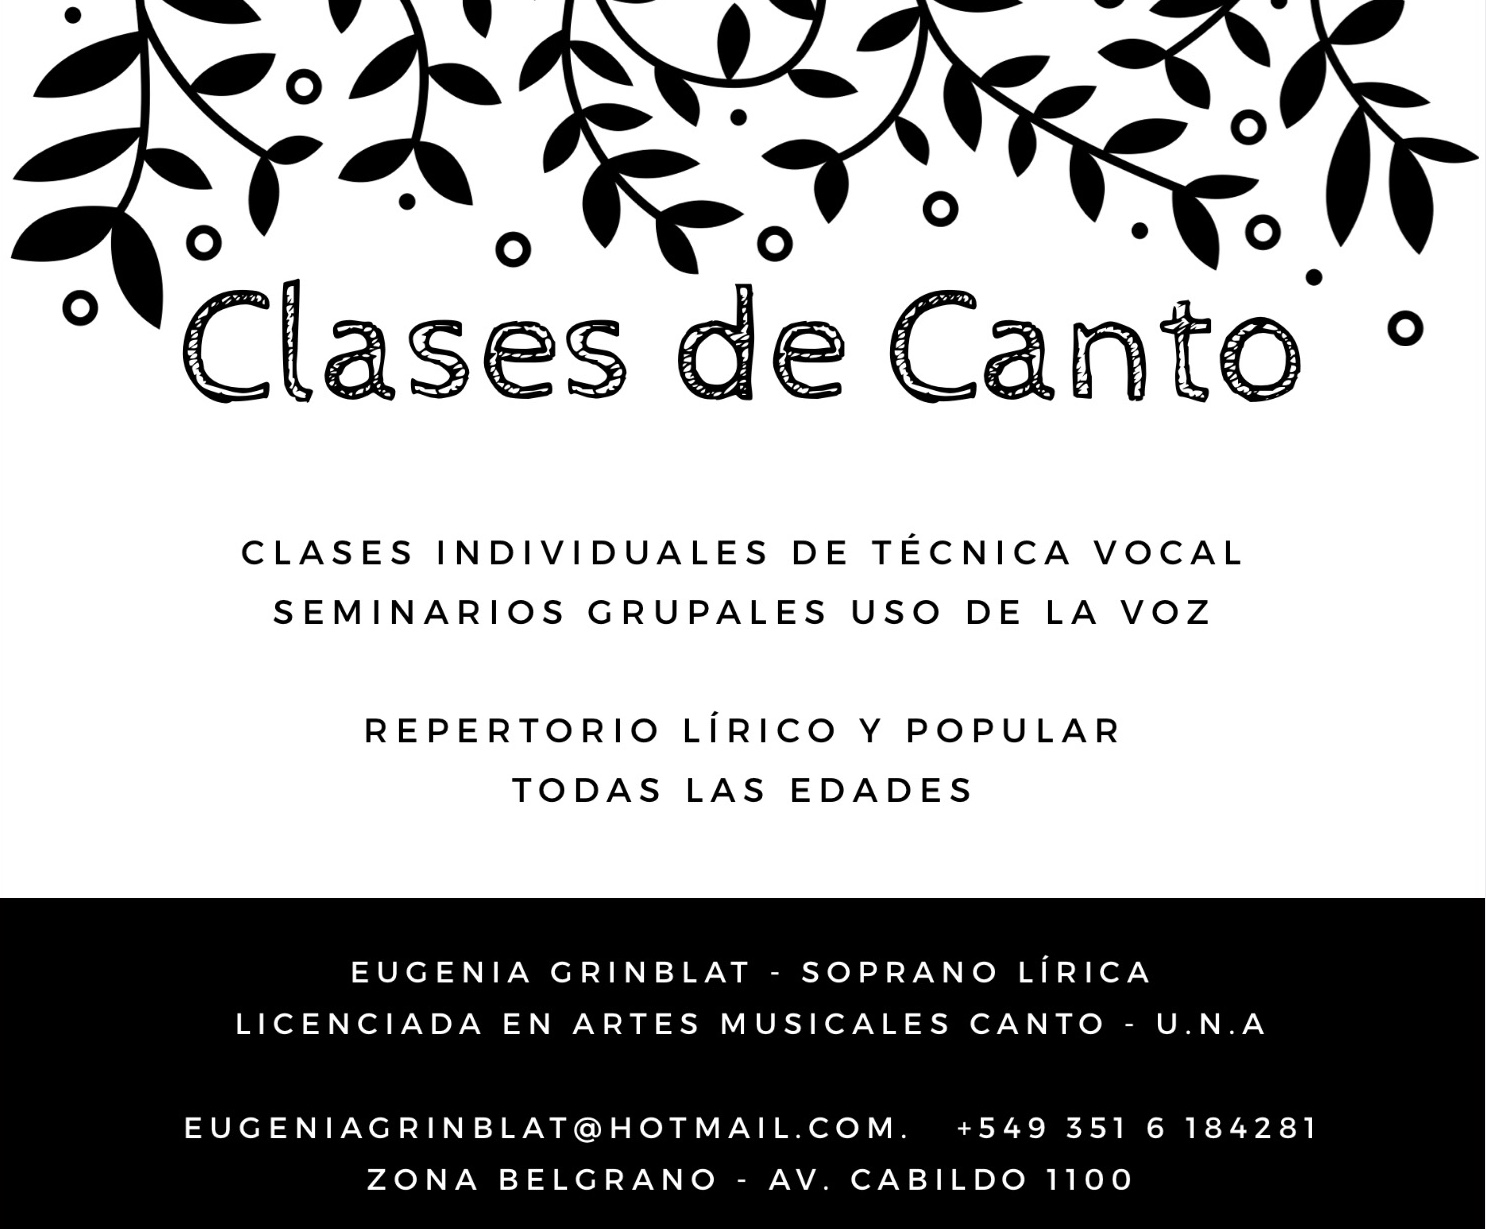 Clases de Canto
CLASES INDIVIDUALES DE TÉCNICA VOCAL
SEMINARIOS GRUPALES USO DE LA VOZ
REPERTORIO LÍRICO Y POPULAR
TODAS LAS EDADES
EUGENIA GRINBLAT - SOPRANO LÍRICA
LICENCIADA EN ARTES MUSICALES CANTO - U.N.A
EUGENIAGRINBLAT@HOTMAIL.COM. +549 351 6 184281
ZONA BELGRANO - AV. CABILDO 1100